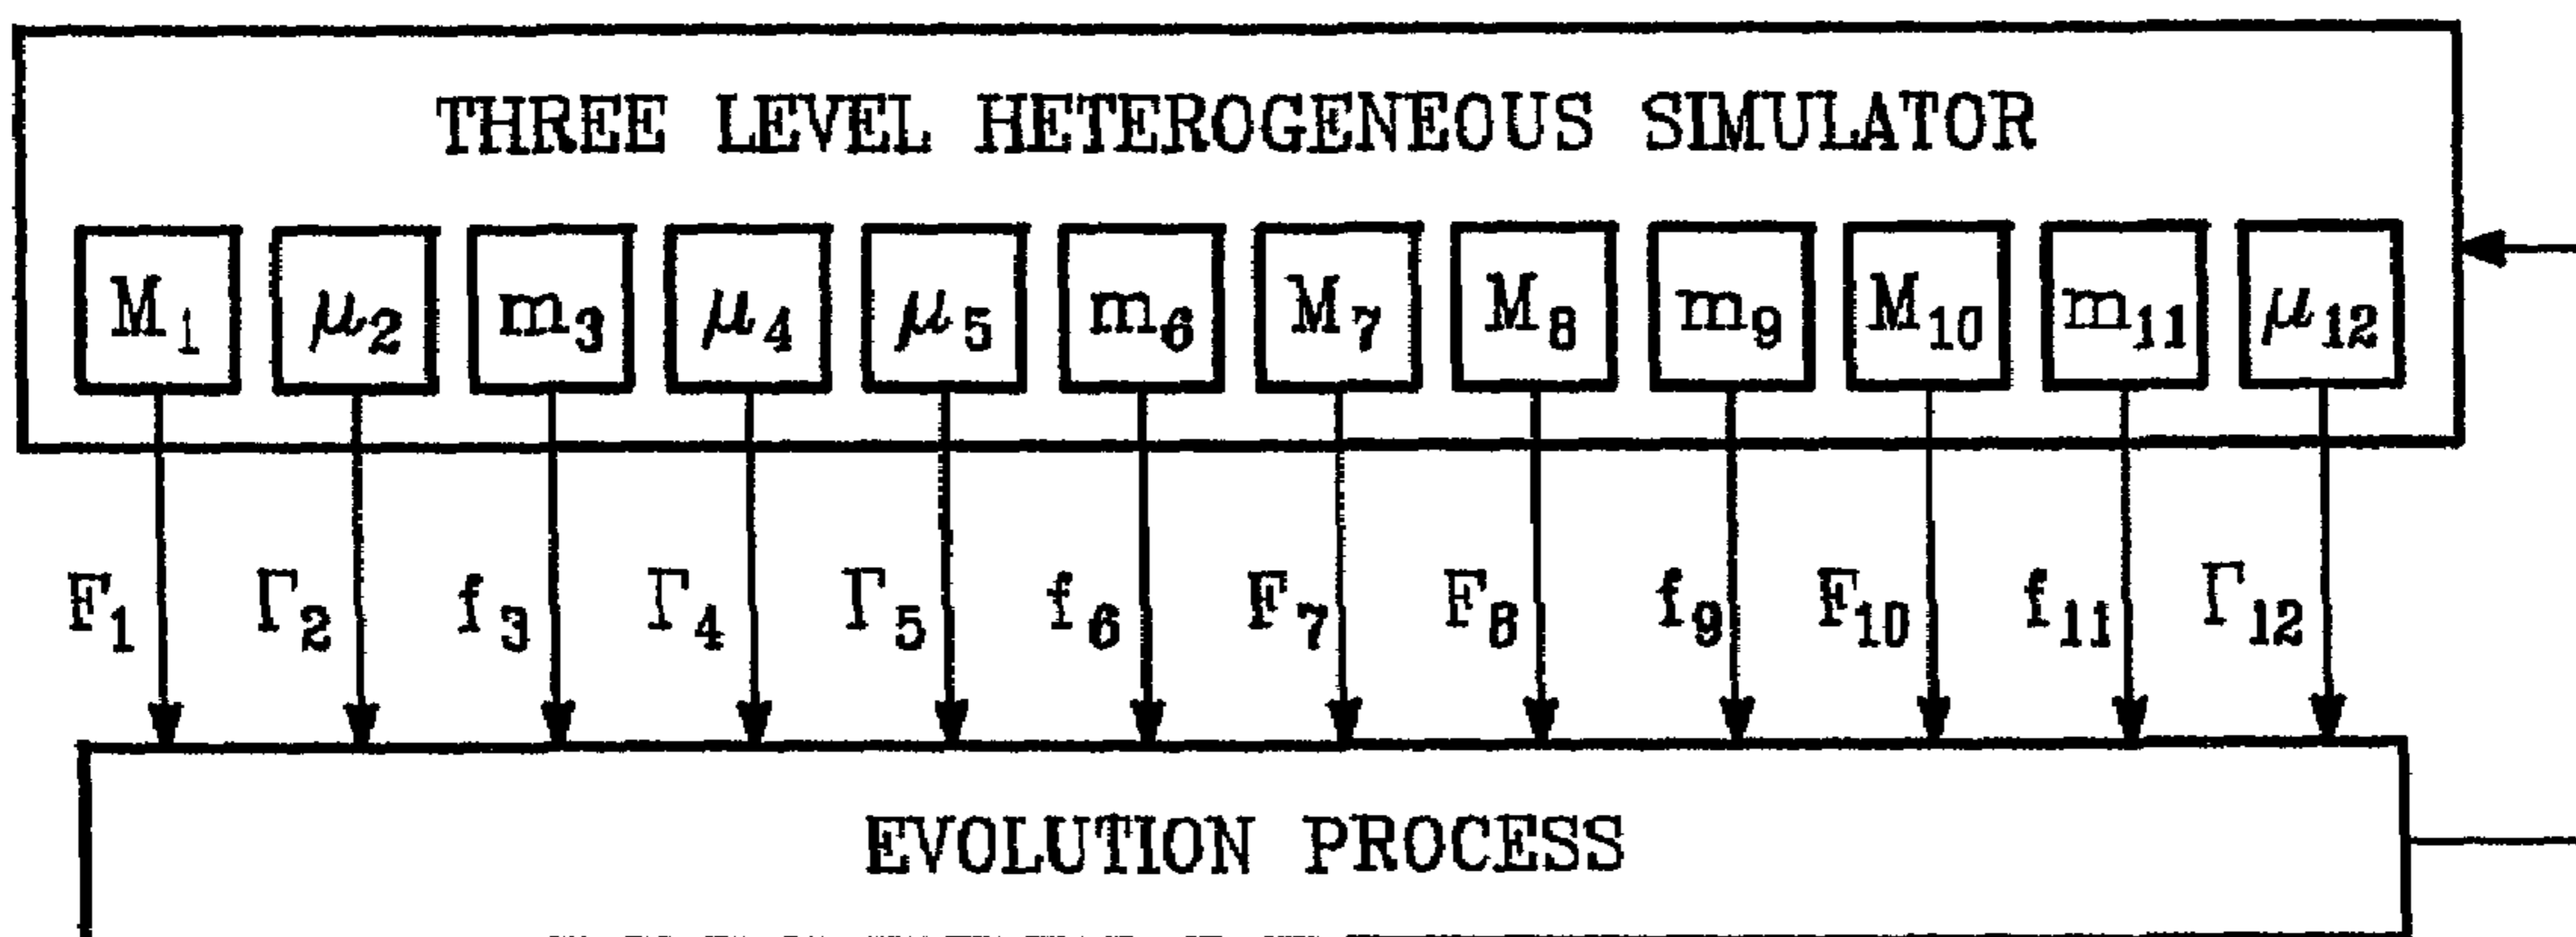 THREE LEVEL HETEROGENEOUS SIMULATOR
M₁ μ₂ m₃ μ₄ μ₅ m₆ M₇ M₈ m₉ M₁₀ m₁₁ μ₁₂
F₁ Γ₂ f₃ Γ₄ Γ₅ f₆ F₇ F₈ f₉ F₁₀ f₁₁ Γ₁₂
EVOLUTION PROCESS